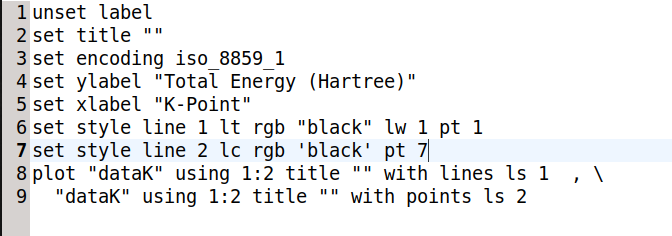 1 unset label
2 set title ""
3 set encoding iso_8859_1
4 set ylabel "Total Energy (Hartree)"
5 set xlabel "K-Point"
6 set style line 1 lt rgb "black" lw 1 pt 1
7 set style line 2 lc rgb 'black' pt 7
8 plot "dataK" using 1:2 title "" with lines ls 1  , \
9   "dataK" using 1:2 title "" with points ls 2